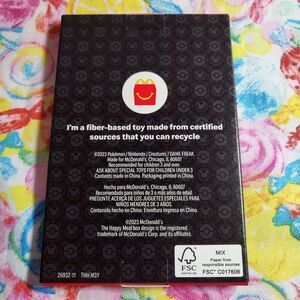 I'm a fiber-based toy made from certified
sources that you can recycle
©2023 Pokémon / Nintendo / Creatures / GAME FREAK.
Made for McDonald's, Chicago, IL 60607
Recommended for children 3 and over.
ASK ABOUT SPECIAL TOYS FOR CHILDREN UNDER 3
Contents made in China. Packaging printed in China.
Hecho para McDonald's, Chicago, IL 60607
Recomendado para niños de 3 o más años de edad.
PREGUNTE ACERCA DE LOS JUGUETES ESPECIALES PARA
NIÑOS MENORES DE 3 AÑOS.
Contenido hecho en China. Envoltura impresa en China.
©2023 McDonald's
The Happy Meal box design is the registered
trademark of McDonald's Corp. and its affiliates.
26932-11 THH M3Y
FSC
MIX
Paper from
responsible sources
FSC® C017606